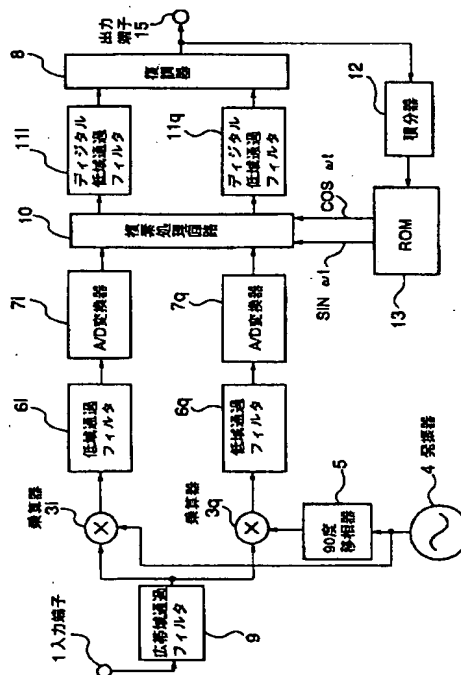 1 入力端子
広帯域通過
フィルタ
9
乗算器
3i
乗算器
3q
90度
移相器
5
4 発振器
6i
低域通過
フィルタ
6q
低域通過
フィルタ
7i
A/D変換器
7q
A/D変換器
10
複素処理回路
SIN ωt
COS ωt
11i
ディジタル
低域通過
フィルタ
11q
ディジタル
低域通過
フィルタ
8
復調器
出力
端子
15
12
積分器
ROM
13